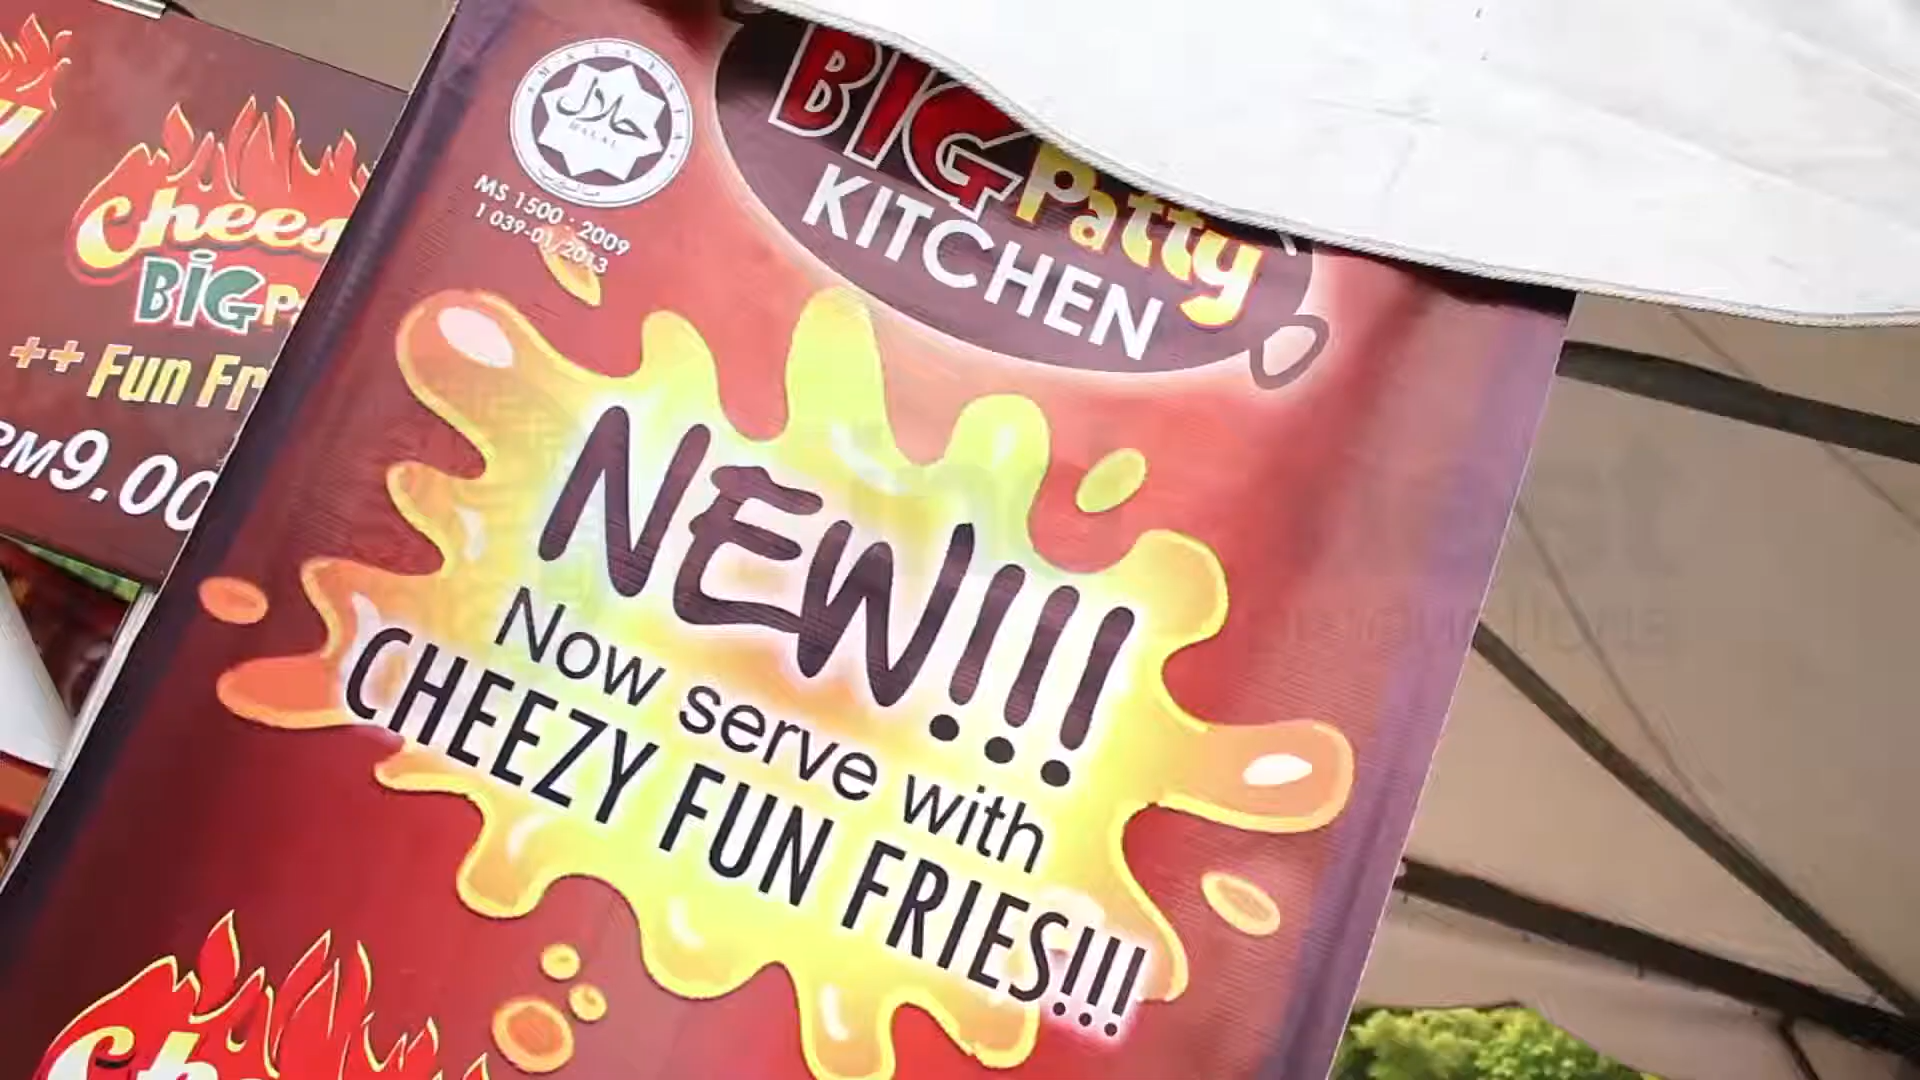 MALAYSIA
حلال
HALAL
MS 1500 : 2009
1 039-01/2013
BIG Patty
KITCHEN
NEW!!!
Now serve with
CHEEZY FUN FRIES!!!
BIG
++ Fun
RM9.00